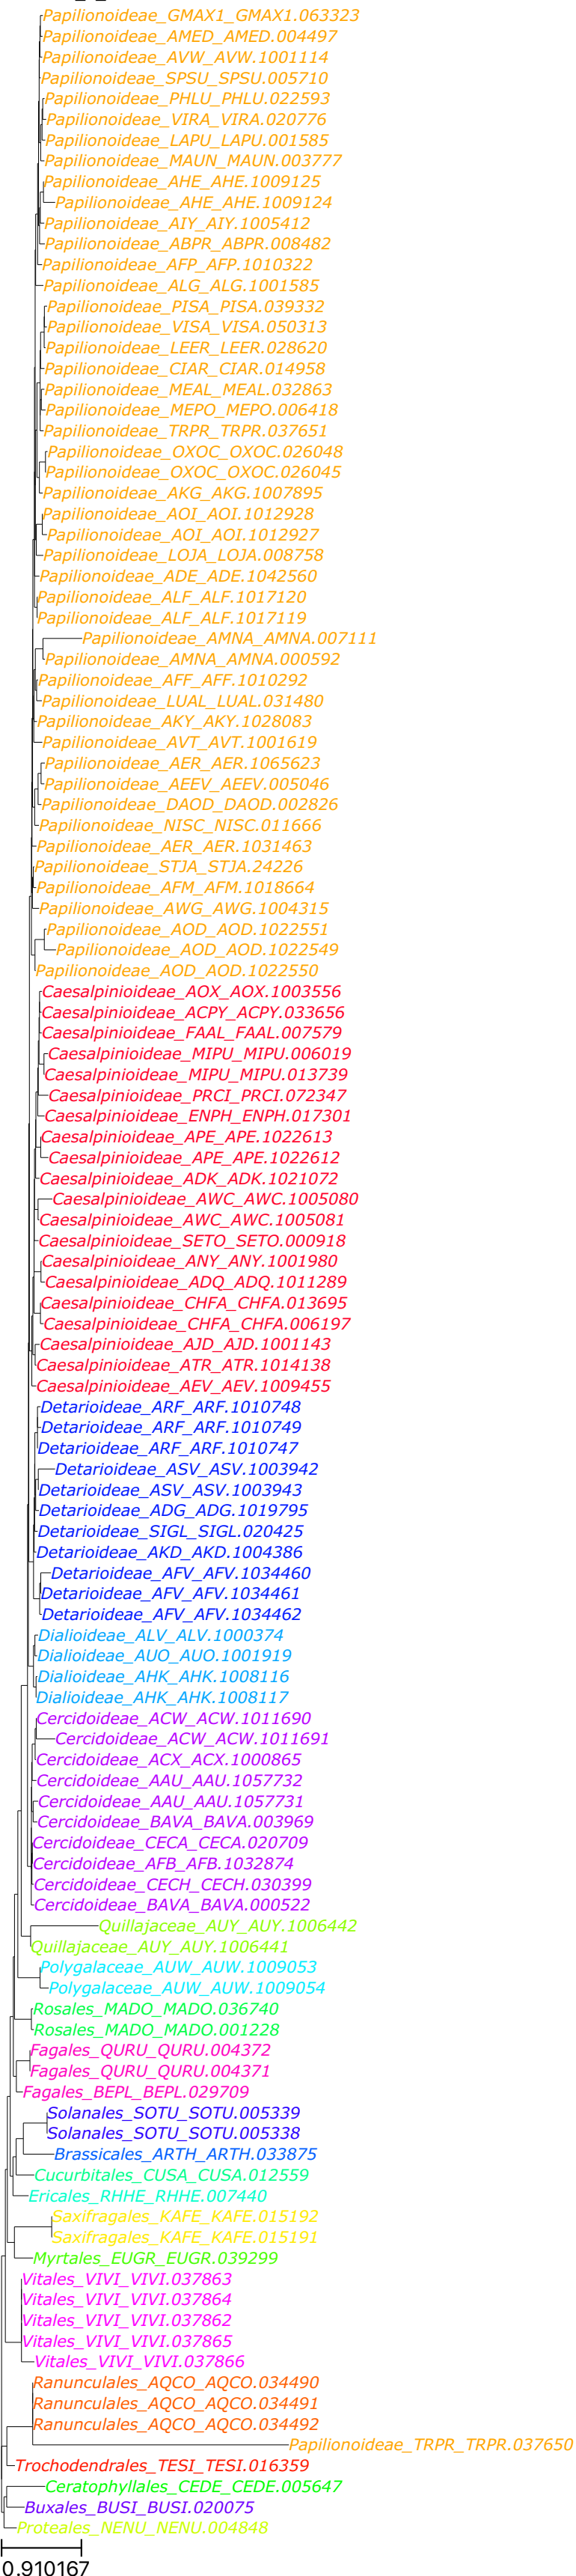 Papilionoideae_GMAX1_GMAX1.063323
Papilionoideae_AMED_AMED.004497
Papilionoideae_AVW_AVW.1001114
Papilionoideae_SPSU_SPSU.005710
Papilionoideae_PHLU_PHLU.022593
Papilionoideae_VIRA_VIRA.020776
Papilionoideae_LAPU_LAPU.001585
Papilionoideae_MAUN_MAUN.003777
Papilionoideae_AHE_AHE.1009125
Papilionoideae_AHE_AHE.1009124
Papilionoideae_AIY_AIY.1005412
Papilionoideae_ABPR_ABPR.008482
Papilionoideae_AFP_AFP.1010322
Papilionoideae_ALG_ALG.1001585
Papilionoideae_PISA_PISA.039332
Papilionoideae_VISA_VISA.050313
Papilionoideae_LEER_LEER.028620
Papilionoideae_CIAR_CIAR.014958
Papilionoideae_MEAL_MEAL.032863
Papilionoideae_MEPO_MEPO.006418
Papilionoideae_TRPR_TRPR.037651
Papilionoideae_OXOC_OXOC.026048
Papilionoideae_OXOC_OXOC.026045
Papilionoideae_AKG_AKG.1007895
Papilionoideae_AOI_AOI.1012928
Papilionoideae_AOI_AOI.1012927
Papilionoideae_LOJA_LOJA.008758
Papilionoideae_ADE_ADE.1042560
Papilionoideae_ALF_ALF.1017120
Papilionoideae_ALF_ALF.1017119
Papilionoideae_AMNA_AMNA.007111
Papilionoideae_AMNA_AMNA.000592
Papilionoideae_AFF_AFF.1010292
Papilionoideae_LUAL_LUAL.031480
Papilionoideae_AKY_AKY.1028083
Papilionoideae_AVT_AVT.1001619
Papilionoideae_AER_AER.1065623
Papilionoideae_AEEV_AEEV.005046
Papilionoideae_DAOD_DAOD.002826
Papilionoideae_NISC_NISC.011666
Papilionoideae_AER_AER.1031463
Papilionoideae_STJA_STJA.24226
Papilionoideae_AFM_AFM.1018664
Papilionoideae_AWG_AWG.1004315
Papilionoideae_AOD_AOD.1022551
Papilionoideae_AOD_AOD.1022549
Papilionoideae_AOD_AOD.1022550
Caesalpinioideae_AOX_AOX.1003556
Caesalpinioideae_ACPY_ACPY.033656
Caesalpinioideae_FAAL_FAAL.007579
Caesalpinioideae_MIPU_MIPU.006019
Caesalpinioideae_MIPU_MIPU.013739
Caesalpinioideae_PRCI_PRCI.072347
Caesalpinioideae_ENPH_ENPH.017301
Caesalpinioideae_APE_APE.1022613
Caesalpinioideae_APE_APE.1022612
Caesalpinioideae_ADK_ADK.1021072
Caesalpinioideae_AWC_AWC.1005080
Caesalpinioideae_AWC_AWC.1005081
Caesalpinioideae_SETO_SETO.000918
Caesalpinioideae_ANY_ANY.1001980
Caesalpinioideae_ADQ_ADQ.1011289
Caesalpinioideae_CHFA_CHFA.013695
Caesalpinioideae_CHFA_CHFA.006197
Caesalpinioideae_AJD_AJD.1001143
Caesalpinioideae_ATR_ATR.1014138
Caesalpinioideae_AEV_AEV.1009455
Detarioideae_ARF_ARF.1010748
Detarioideae_ARF_ARF.1010749
Detarioideae_ARF_ARF.1010747
Detarioideae_ASV_ASV.1003942
Detarioideae_ASV_ASV.1003943
Detarioideae_ADG_ADG.1019795
Detarioideae_SIGL_SIGL.020425
Detarioideae_AKD_AKD.1004386
Detarioideae_AFV_AFV.1034460
Detarioideae_AFV_AFV.1034461
Detarioideae_AFV_AFV.1034462
Dialioideae_ALV_ALV.1000374
Dialioideae_AUO_AUO.1001919
Dialioideae_AHK_AHK.1008116
Dialioideae_AHK_AHK.1008117
Cercidoideae_ACW_ACW.1011690
Cercidoideae_ACW_ACW.1011691
Cercidoideae_ACX_ACX.1000865
Cercidoideae_AAU_AAU.1057732
Cercidoideae_AAU_AAU.1057731
Cercidoideae_BAVA_BAVA.003969
Cercidoideae_CECA_CECA.020709
Cercidoideae_AFB_AFB.1032874
Cercidoideae_CECH_CECH.030399
Cercidoideae_BAVA_BAVA.000522
Quillajaceae_AUY_AUY.1006442
Quillajaceae_AUY_AUY.1006441
Polygalaceae_AUW_AUW.1009053
Polygalaceae_AUW_AUW.1009054
Rosales_MADO_MADO.036740
Rosales_MADO_MADO.001228
Fagales_QURU_QURU.004372
Fagales_QURU_QURU.004371
Fagales_BEPL_BEPL.029709
Solanales_SOTU_SOTU.005339
Solanales_SOTU_SOTU.005338
Brassicales_ARTH_ARTH.033875
Cucurbitales_CUSA_CUSA.012559
Ericales_RHHE_RHHE.007440
Saxifragales_KAFE_KAFE.015192
Saxifragales_KAFE_KAFE.015191
Myrtales_EUGR_EUGR.039299
Vitales_VIVI_VIVI.037863
Vitales_VIVI_VIVI.037864
Vitales_VIVI_VIVI.037862
Vitales_VIVI_VIVI.037865
Vitales_VIVI_VIVI.037866
Ranunculales_AQCO_AQCO.034490
Ranunculales_AQCO_AQCO.034491
Ranunculales_AQCO_AQCO.034492
Papilionoideae_TRPR_TRPR.037650
Trochodendrales_TESI_TESI.016359
Ceratophyllales_CEDE_CEDE.005647
Buxales_BUSI_BUSI.020075
Proteales_NENU_NENU.004848
0.910167